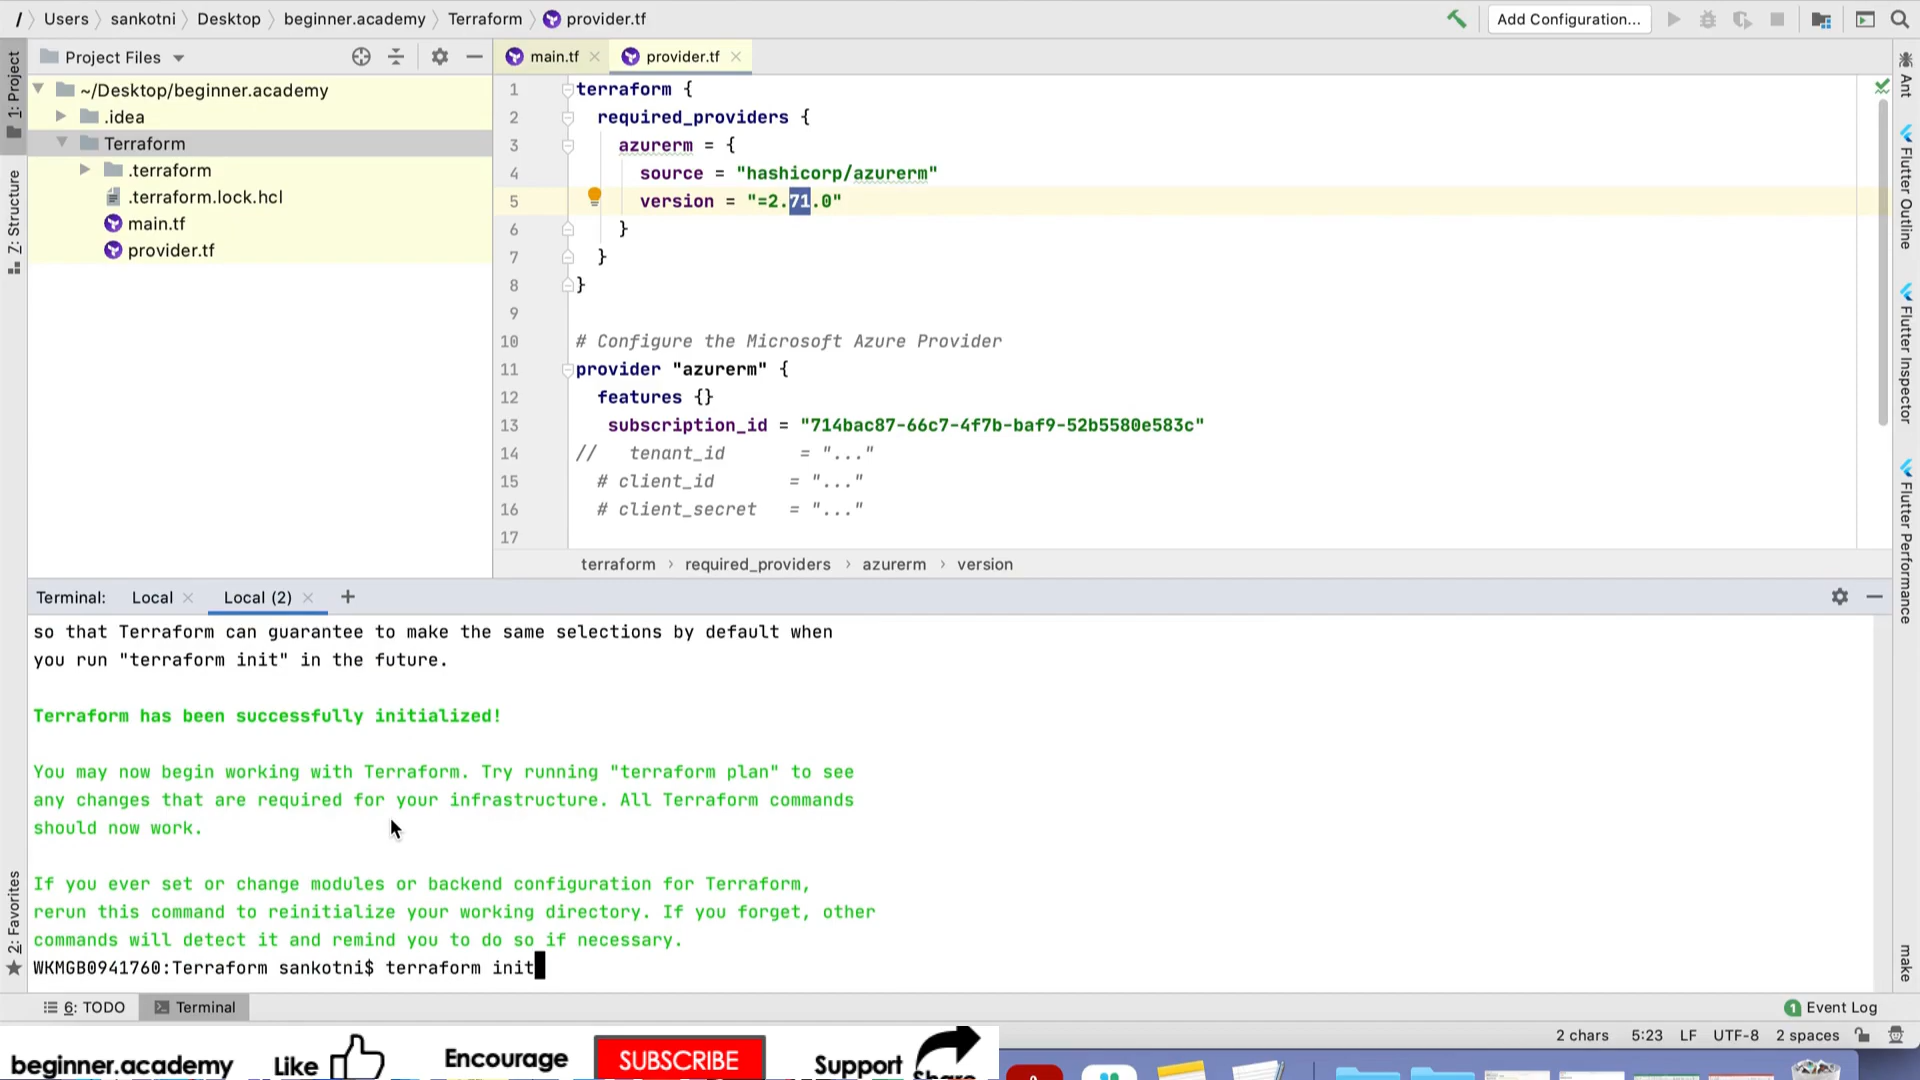 / Users sankotni Desktop beginner.academy Terraform provider.tf
Add Configuration...
1: Project
Z: Structure
2: Favorites
Project Files
~/Desktop/beginner.academy
.idea
Terraform
.terraform
.terraform.lock.hcl
main.tf
provider.tf
main.tf provider.tf
1 terraform {
2 required_providers {
3 azurerm = {
4 source = "hashicorp/azurerm"
5 version = "=2.71.0"
6 }
7 }
8 }
9
10 # Configure the Microsoft Azure Provider
11 provider "azurerm" {
12 features {}
13 subscription_id = "714bac87-66c7-4f7b-baf9-52b5580e583c"
14 // tenant_id = "..."
15 # client_id = "..."
16 # client_secret = "..."
17
terraform › required_providers › azurerm › version
Ant
Flutter Outline
Flutter Inspector
Flutter Performance
make
Terminal: Local Local (2) +
so that Terraform can guarantee to make the same selections by default when
you run "terraform init" in the future.
Terraform has been successfully initialized!
You may now begin working with Terraform. Try running "terraform plan" to see
any changes that are required for your infrastructure. All Terraform commands
should now work.
If you ever set or change modules or backend configuration for Terraform,
rerun this command to reinitialize your working directory. If you forget, other
commands will detect it and remind you to do so if necessary.
WKMGB0941760:Terraform sankotni$ terraform init
6: TODO Terminal
1 Event Log
2 chars 5:23 LF UTF-8 2 spaces
beginner.academy Like Encourage SUBSCRIBE Support Share